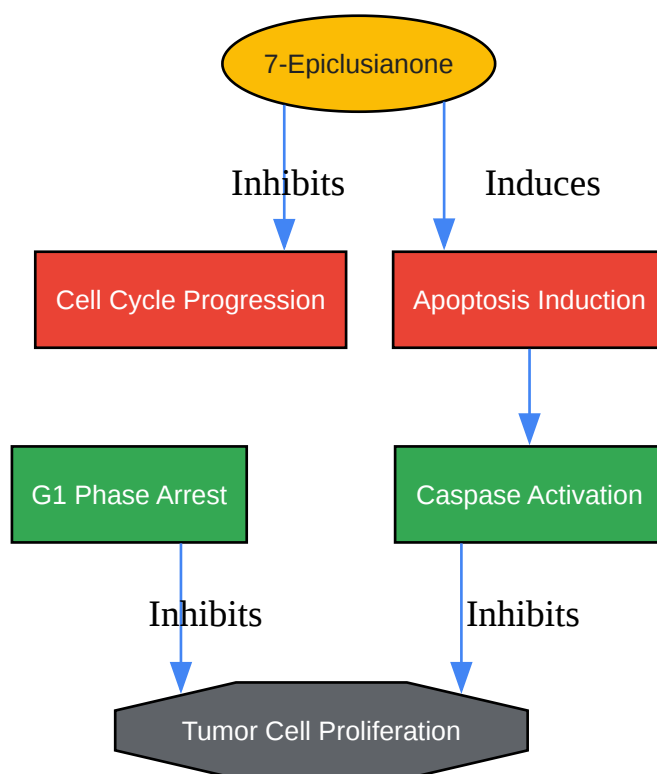 7-Epiclusianone
Inhibits
Induces
Cell Cycle Progression
Apoptosis Induction
G1 Phase Arrest
Caspase Activation
Inhibits
Inhibits
Tumor Cell Proliferation